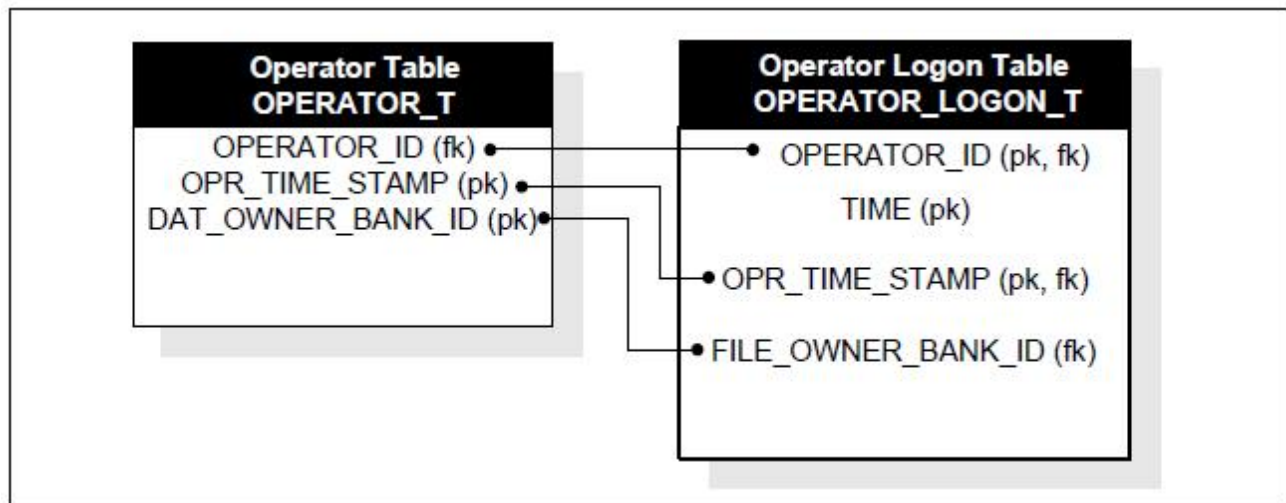 Operator Table
OPERATOR_T
OPERATOR_ID (fk)
OPR_TIME_STAMP (pk)
DAT_OWNER_BANK_ID (pk)
Operator Logon Table
OPERATOR_LOGON_T
OPERATOR_ID (pk, fk)
TIME (pk)
OPR_TIME_STAMP (pk, fk)
FILE_OWNER_BANK_ID (fk)